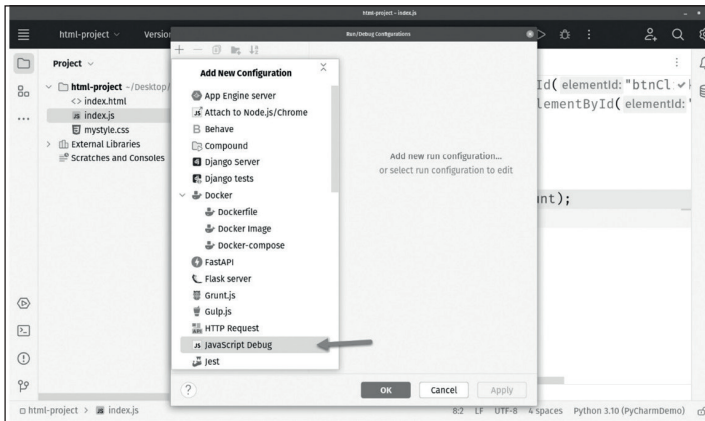 html-project – index.js
html-project
Version
Run/Debug Configurations
Project
html-project ~/Desktop/
index.html
index.js
mystyle.css
External Libraries
Scratches and Consoles
Add New Configuration
App Engine server
Attach to Node.js/Chrome
Behave
Compound
Django Server
Django tests
Docker
Dockerfile
Docker Image
Docker-compose
FastAPI
Flask server
Grunt.js
Gulp.js
HTTP Request
JavaScript Debug
Jest
Add new run configuration...
or select run configuration to edit
Id( elementId: "btnCl
lementById( elementId: "
nt);
?
OK
Cancel
Apply
html-project > index.js
8:2 LF UTF-8 4 spaces Python 3.10 (PyCharmDemo)